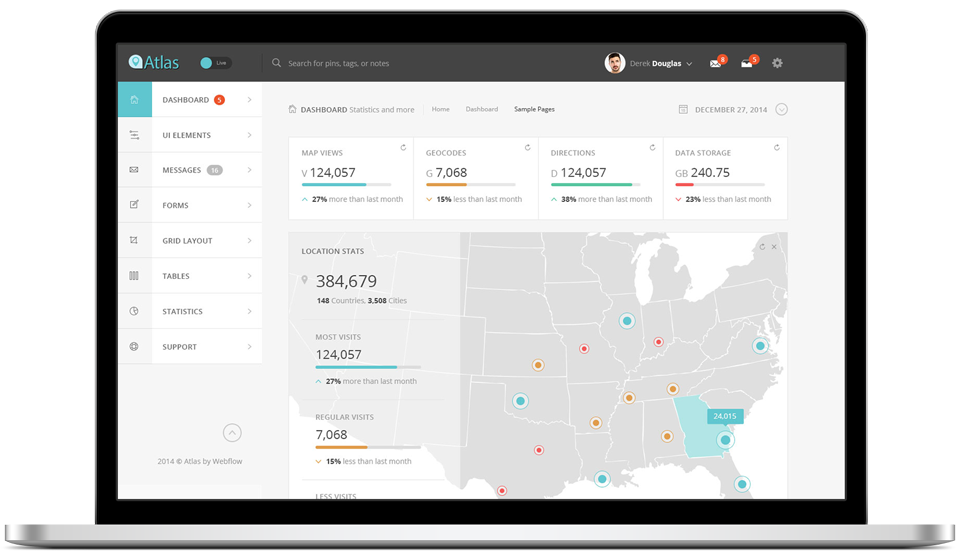 Atlas
Live
Search for pins, tags, or notes
Derek Douglas
8
5
DASHBOARD 5
UI ELEMENTS
MESSAGES 16
FORMS
GRID LAYOUT
TABLES
STATISTICS
SUPPORT
2014 © Atlas by Webflow
DASHBOARD Statistics and more
Home
Dashboard
Sample Pages
DECEMBER 27, 2014
MAP VIEWS
V 124,057
27% more than last month
GEOCODES
G 7,068
15% less than last month
DIRECTIONS
D 124,057
38% more than last month
DATA STORAGE
GB 240.75
23% less than last month
LOCATION STATS
384,679
148 Countries, 3,508 Cities
MOST VISITS
124,057
27% more than last month
REGULAR VISITS
7,068
15% less than last month
LESS VISITS
24,015